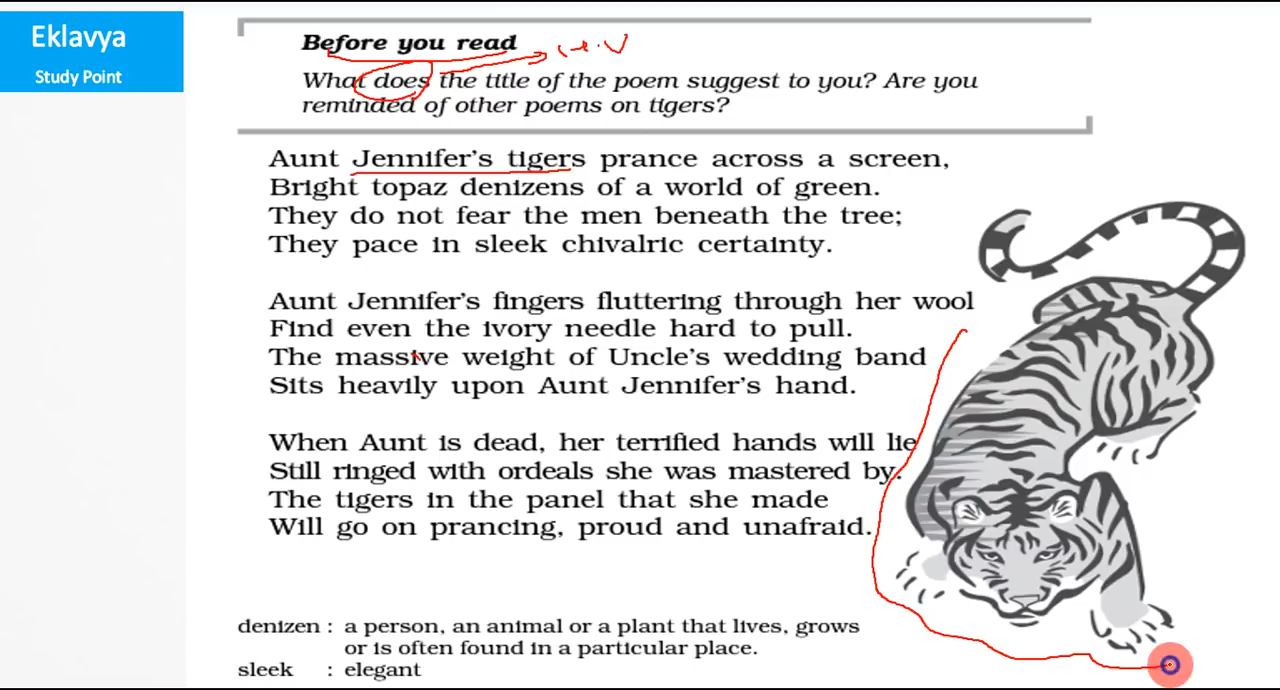 Eklavya
Study Point
Before you read
H.V
What does the title of the poem suggest to you? Are you
reminded of other poems on tigers?
Aunt Jennifer's tigers prance across a screen,
Bright topaz denizens of a world of green.
They do not fear the men beneath the tree;
They pace in sleek chivalric certainty.
Aunt Jennifer's fingers fluttering through her wool
Find even the ivory needle hard to pull.
The massive weight of Uncle's wedding band
Sits heavily upon Aunt Jennifer's hand.
When Aunt is dead, her terrified hands will lie
Still ringed with ordeals she was mastered by.
The tigers in the panel that she made
Will go on prancing, proud and unafraid.
denizen : a person, an animal or a plant that lives, grows
or is often found in a particular place.
sleek : elegant